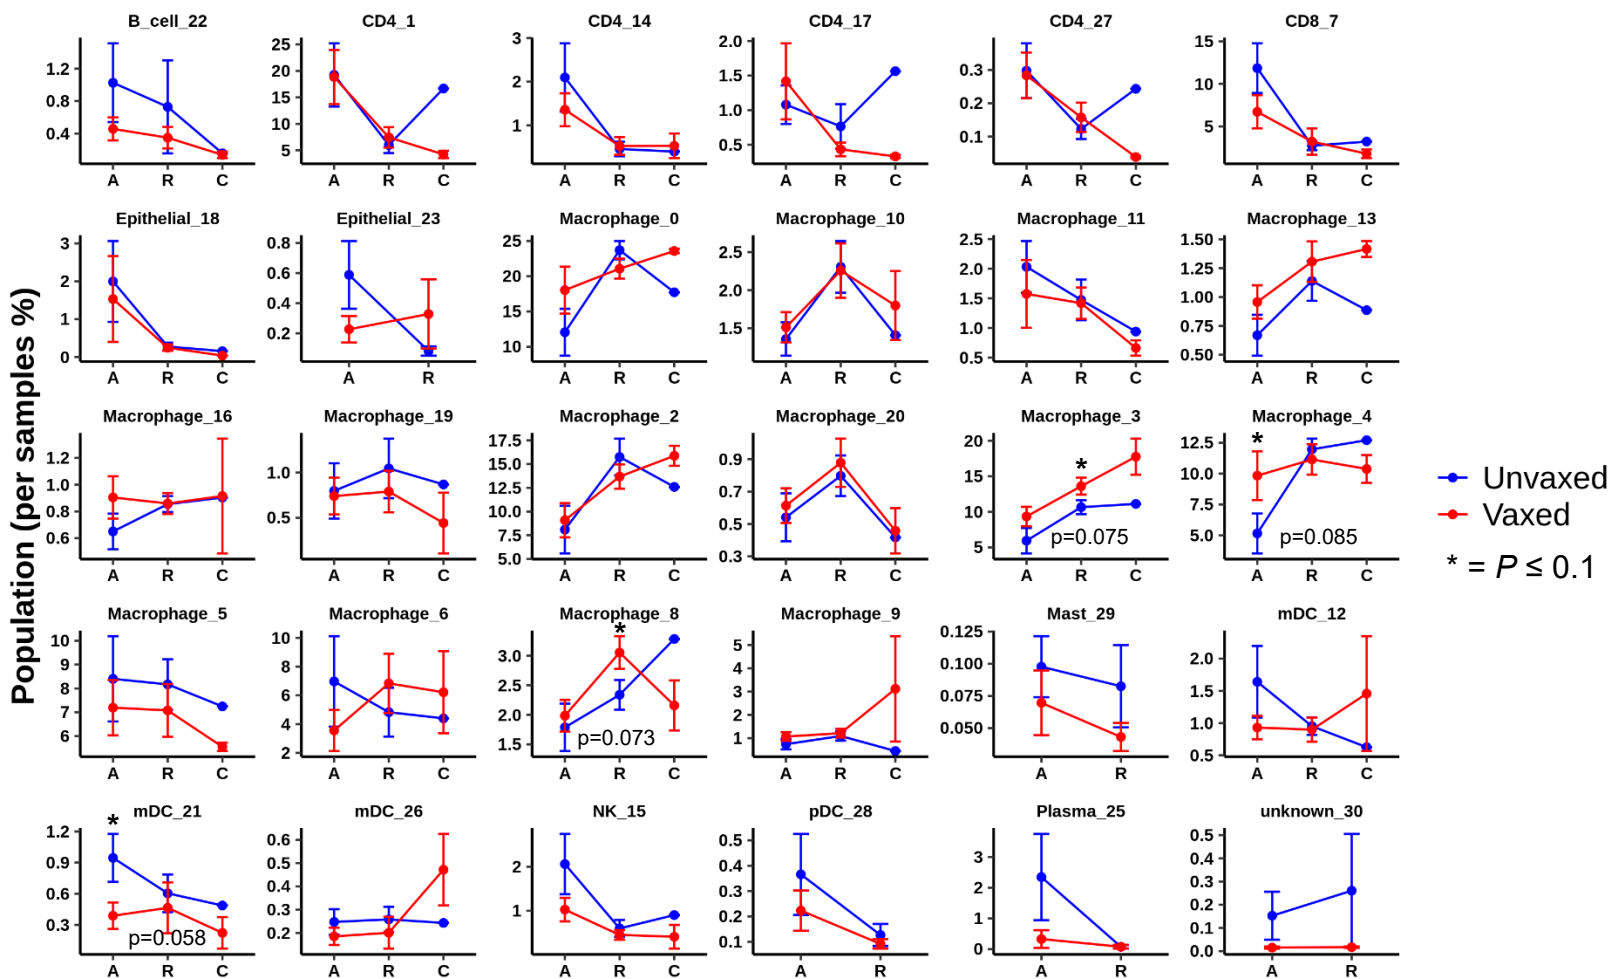 B_cell_22 CD4_1 CD4_14 CD4_17 CD4_27 CD8_7
1.2 0.8 0.4 A R C
25 20 15 10 5 A R C
3 2 1 A R C
2.0 1.5 1.0 0.5 A R C
0.3 0.2 0.1 A R C
15 10 5 A R C
Epithelial_18 Epithelial_23 Macrophage_0 Macrophage_10 Macrophage_11 Macrophage_13
3 2 1 0 A R C
0.8 0.6 0.4 0.2 A R
25 20 15 10 A R C
2.5 2.0 1.5 A R C
2.5 2.0 1.5 1.0 0.5 A R C
1.50 1.25 1.00 0.75 0.50 A R C
Population (per samples %)
Macrophage_16 Macrophage_19 Macrophage_2 Macrophage_20 Macrophage_3 Macrophage_4
1.2 1.0 0.8 0.6 A R C
1.0 0.5 A R C
17.5 15.0 12.5 10.0 7.5 5.0 A R C
0.9 0.7 0.5 0.3 A R C
20 15 10 5 * p=0.075 A R C
12.5 10.0 7.5 5.0 * p=0.085 A R C
Unvaxed
Vaxed
* = P ≤ 0.1
Macrophage_5 Macrophage_6 Macrophage_8 Macrophage_9 Mast_29 mDC_12
10 9 8 7 6 A R C
10 8 6 4 2 A R C
3.0 2.5 2.0 1.5 * p=0.073 A R C
5 4 3 2 1 A R C
0.125 0.100 0.075 0.050 A R
2.0 1.5 1.0 0.5 A R C
mDC_21 mDC_26 NK_15 pDC_28 Plasma_25 unknown_30
1.2 0.9 0.6 0.3 * p=0.058 A R C
0.6 0.5 0.4 0.3 0.2 A R C
2 1 A R C
0.5 0.4 0.3 0.2 0.1 A R
3 2 1 0 A R
0.5 0.4 0.3 0.2 0.1 0.0 A R